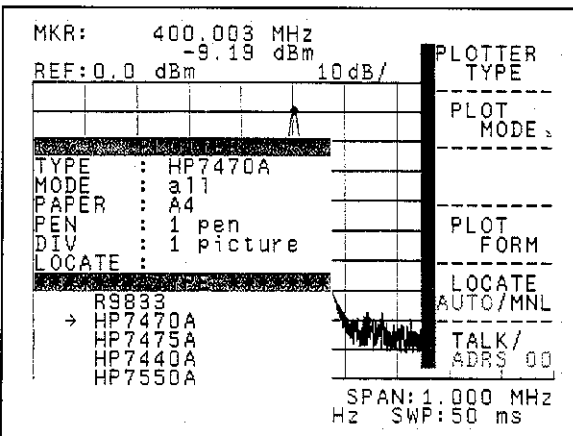 MKR: 400.003 MHz
-9.19 dBm
REF:0.0 dBm 10dB/
TYPE : HP7470A
MODE : all
PAPER : A4
PEN : 1 pen
DIV : 1 picture
LOCATE :
R9833
→ HP7470A
HP7475A
HP7440A
HP7550A
SPAN:1.000 MHz
Hz SWP:50 ms
PLOTTER
TYPE
PLOT
MODE
PLOT
FORM
LOCATE
AUTO/MNL
TALK/
ADRS 00